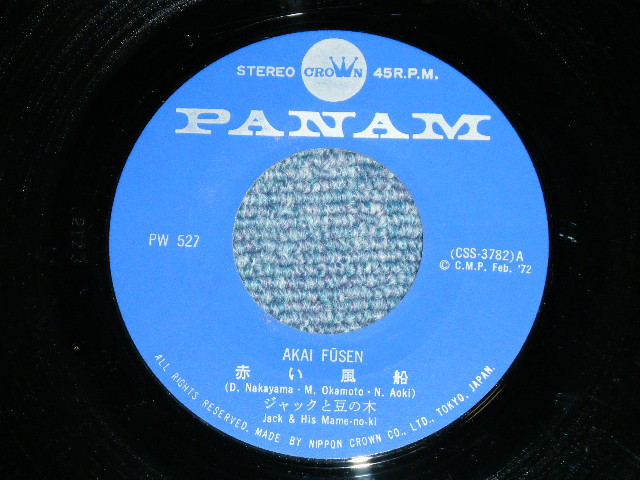 STEREO CROWN 45R.P.M.
PANAM
PW 527
(CSS-3782)A
© C.M.P. Feb. '72
AKAI FŪSEN
赤い風船
(D. Nakayama・M. Okamoto・N. Aoki)
ジャックと豆の木
Jack & His Mame-no-ki
ALL RIGHTS RESERVED. MADE BY NIPPON CROWN CO., LTD., TOKYO, JAPAN.